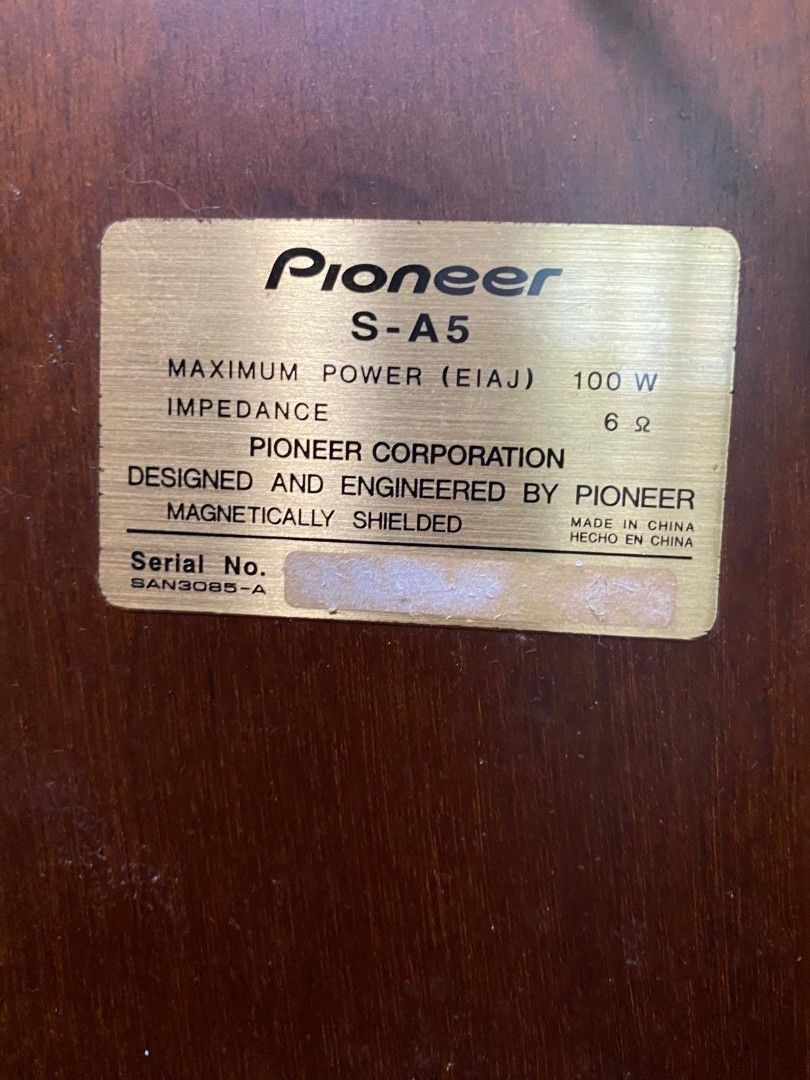 Pioneer
S-A5
MAXIMUM POWER (EIAJ) 100 W
IMPEDANCE 6 Ω
PIONEER CORPORATION
DESIGNED AND ENGINEERED BY PIONEER
MAGNETICALLY SHIELDED
MADE IN CHINA
HECHO EN CHINA
Serial No.
SAN3085-A